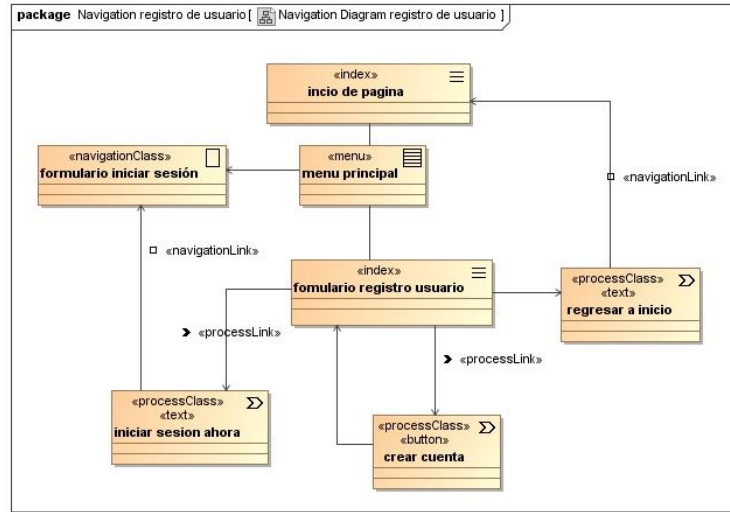 package Navigation registro de usuario [ Navigation Diagram registro de usuario ]
«index»
incio de pagina
«navigationClass»
formulario iniciar sesión
«menu»
menu principal
«navigationLink»
«navigationLink»
«index»
fomulario registro usuario
«processClass»
«text»
regresar a inicio
«processLink»
«processLink»
«processClass»
«text»
iniciar sesion ahora
«processClass»
«button»
crear cuenta